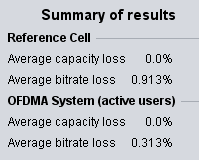 Summary of results
Reference Cell
Average capacity loss 0.0%
Average bitrate loss 0.913%
OFDMA System (active users)
Average capacity loss 0.0%
Average bitrate loss 0.313%